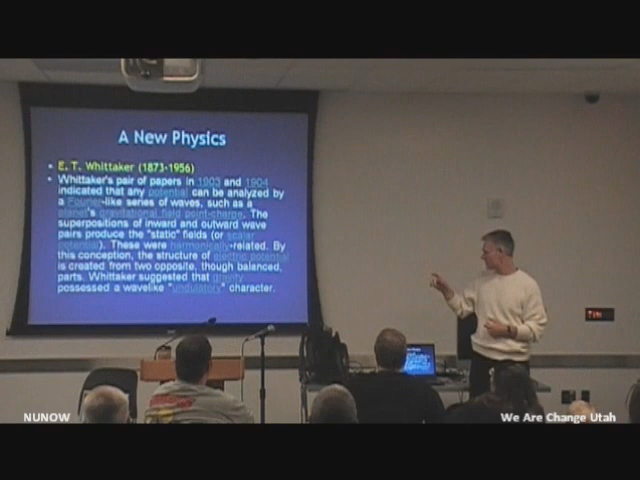 A New Physics
• E. T. Whittaker (1873-1956)
• Whittaker's pair of papers in 1903 and 1904
indicated that any potential can be analyzed by
a Fourier-like series of waves, such as a
planet's gravitational field point-charge. The
superpositions of inward and outward wave
pairs produce the "static" fields (or scalar
potential). These were harmonically-related. By
this conception, the structure of electric potential
is created from two opposite, though balanced,
parts. Whittaker suggested that gravity
possessed a wavelike "undulatory" character.
NUNOW
We Are Change Utah